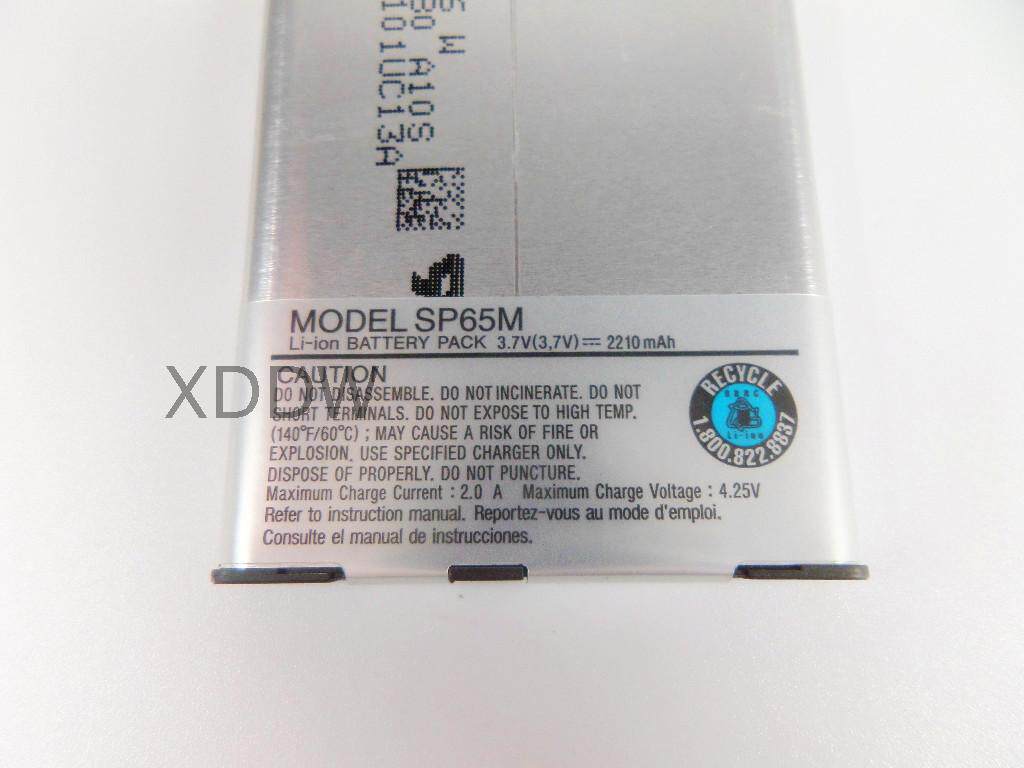 W
80 A10S
101UC13A
MODEL SP65M
Li-ion BATTERY PACK 3.7V(3,7V)⎓ 2210 mAh
CAUTION
DO NOT DISASSEMBLE. DO NOT INCINERATE. DO NOT
SHORT TERMINALS. DO NOT EXPOSE TO HIGH TEMP.
(140°F/60°C) ; MAY CAUSE A RISK OF FIRE OR
EXPLOSION. USE SPECIFIED CHARGER ONLY.
DISPOSE OF PROPERLY. DO NOT PUNCTURE.
Maximum Charge Current : 2.0 A Maximum Charge Voltage : 4.25V
Refer to instruction manual. Reportez-vous au mode d'emploi.
Consulte el manual de instrucciones.
RECYCLE
RBRC
Li-ion
1.800.822.8837
XDDW